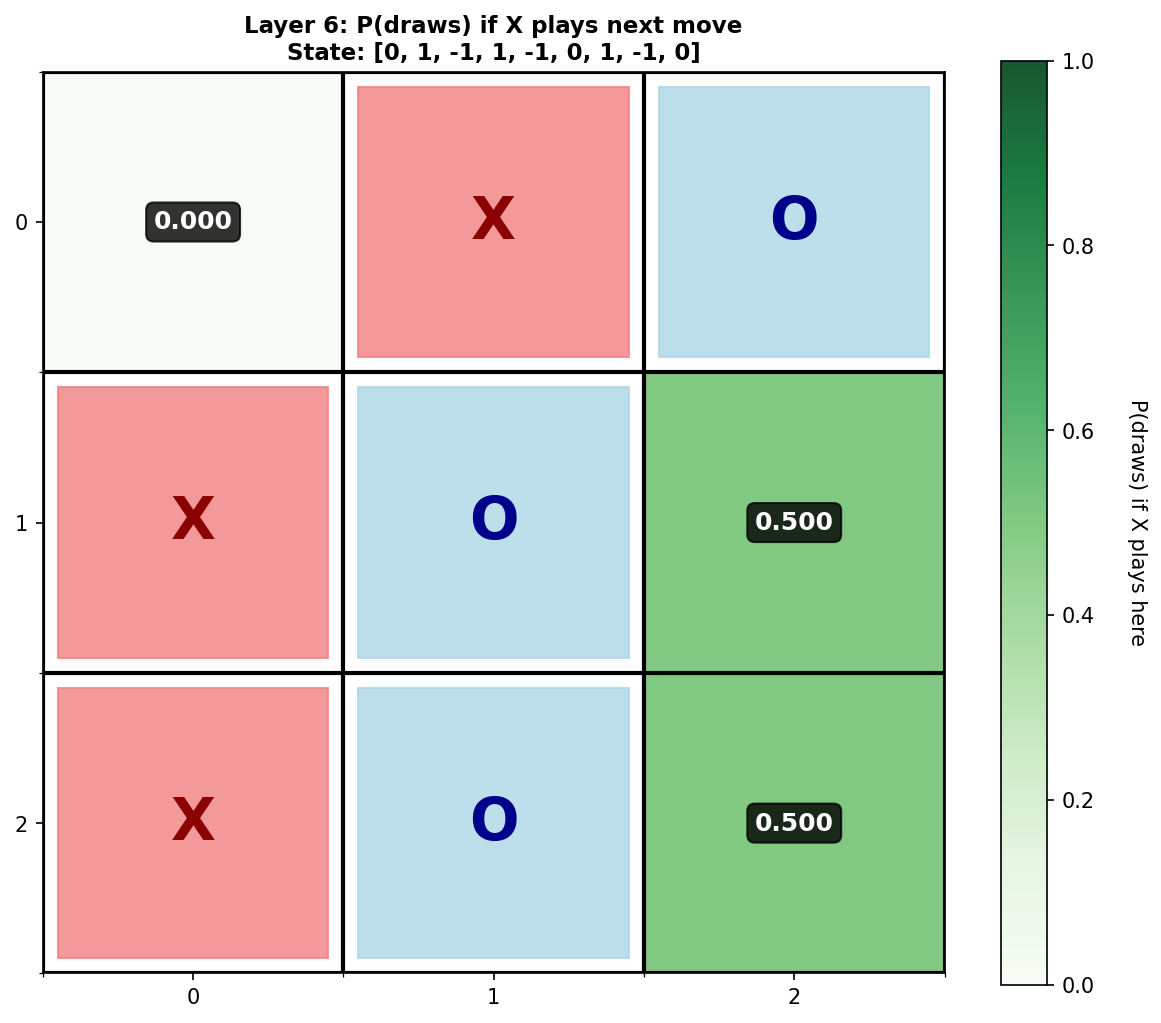 Layer 6: P(draws) if X plays next move
State: [0, 1, -1, 1, -1, 0, 1, -1, 0]
0
0.000
X
O
1
X
O
0.500
2
X
O
0.500
0
1
2
1.0
0.8
0.6
0.4
0.2
0.0
P(draws) if X plays here